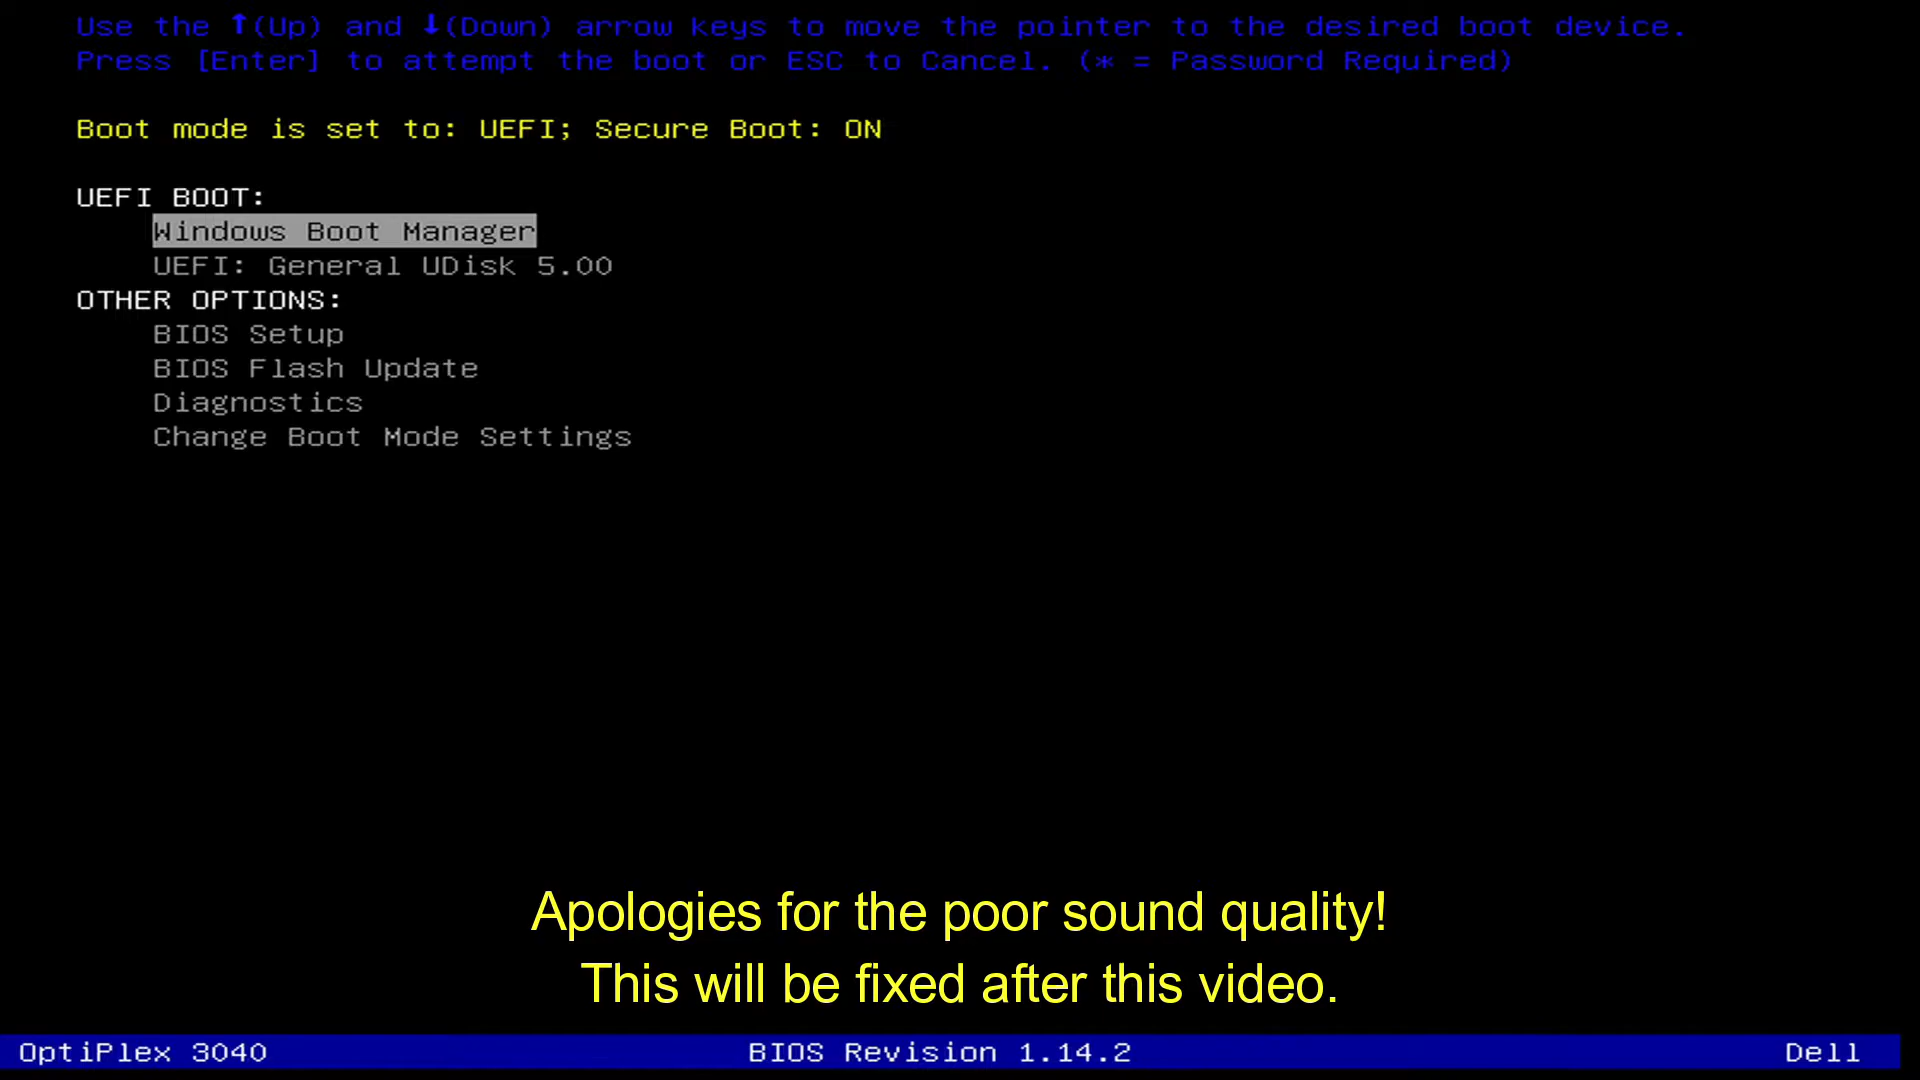 Use the ↑(Up) and ↓(Down) arrow keys to move the pointer to the desired boot device.
Press [Enter] to attempt the boot or ESC to Cancel. (* = Password Required)
Boot mode is set to: UEFI; Secure Boot: ON
UEFI BOOT:
Windows Boot Manager
UEFI: General UDisk 5.00
OTHER OPTIONS:
BIOS Setup
BIOS Flash Update
Diagnostics
Change Boot Mode Settings
Apologies for the poor sound quality!
This will be fixed after this video.
OptiPlex 3040 BIOS Revision 1.14.2 Dell